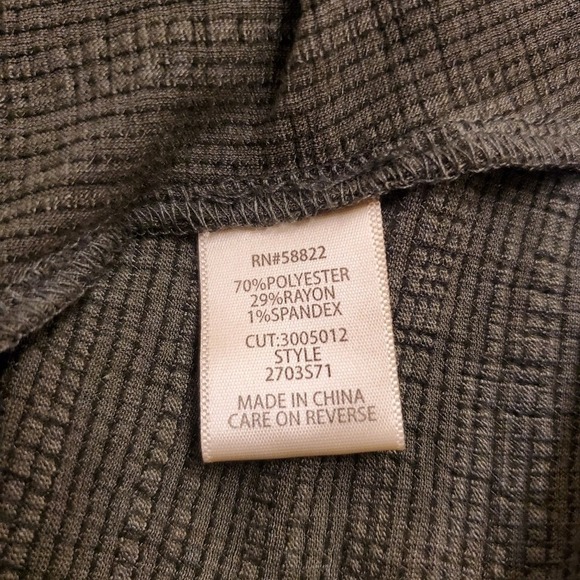 RN#58822
70%POLYESTER
29%RAYON
1%SPANDEX
CUT:3005012
STYLE
2703S71
MADE IN CHINA
CARE ON REVERSE